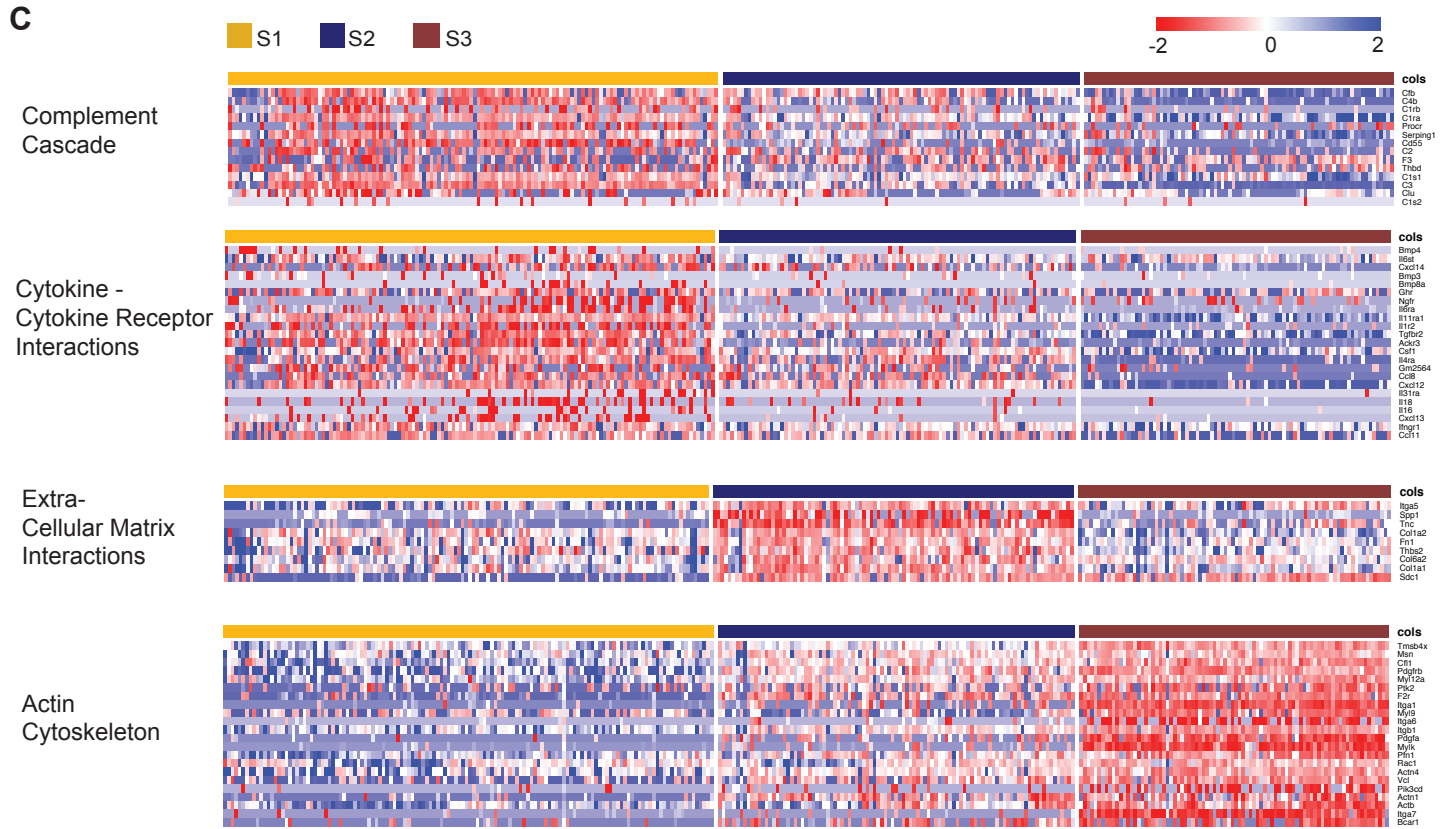 C
S1 S2 S3
-2 0 2
Complement
Cascade
cols
Cfb
C4b
C1rb
C1ra
Procr
Serping1
Cd55
C2
F3
Thbd
C1s1
C3
Clu
C1s2
Cytokine -
Cytokine Receptor
Interactions
cols
Bmp4
Il6st
Cxcl14
Bmp3
Bmp8a
Ghr
Ngfr
Il6ra
Il11ra1
Il1r2
Tgfbr2
Ackr3
Csf1
Il4ra
Gm2564
Ccl8
Cxcl12
Il31ra
Il18
Il16
Cxcl13
Ifngr1
Ccl11
Extra-
Cellular Matrix
Interactions
cols
Itga5
Spp1
Tnc
Col1a2
Fn1
Thbs2
Col6a2
Col1a1
Sdc1
Actin
Cytoskeleton
cols
Tmsb4x
Msn
Cfl1
Pdgfrb
Myl12a
Ptk2
F2r
Itga1
Myl9
Itga6
Itgb1
Pdgfa
Mylk
Pfn1
Rac1
Actn4
Vcl
Pik3cd
Actn1
Actb
Itga7
Bcar1